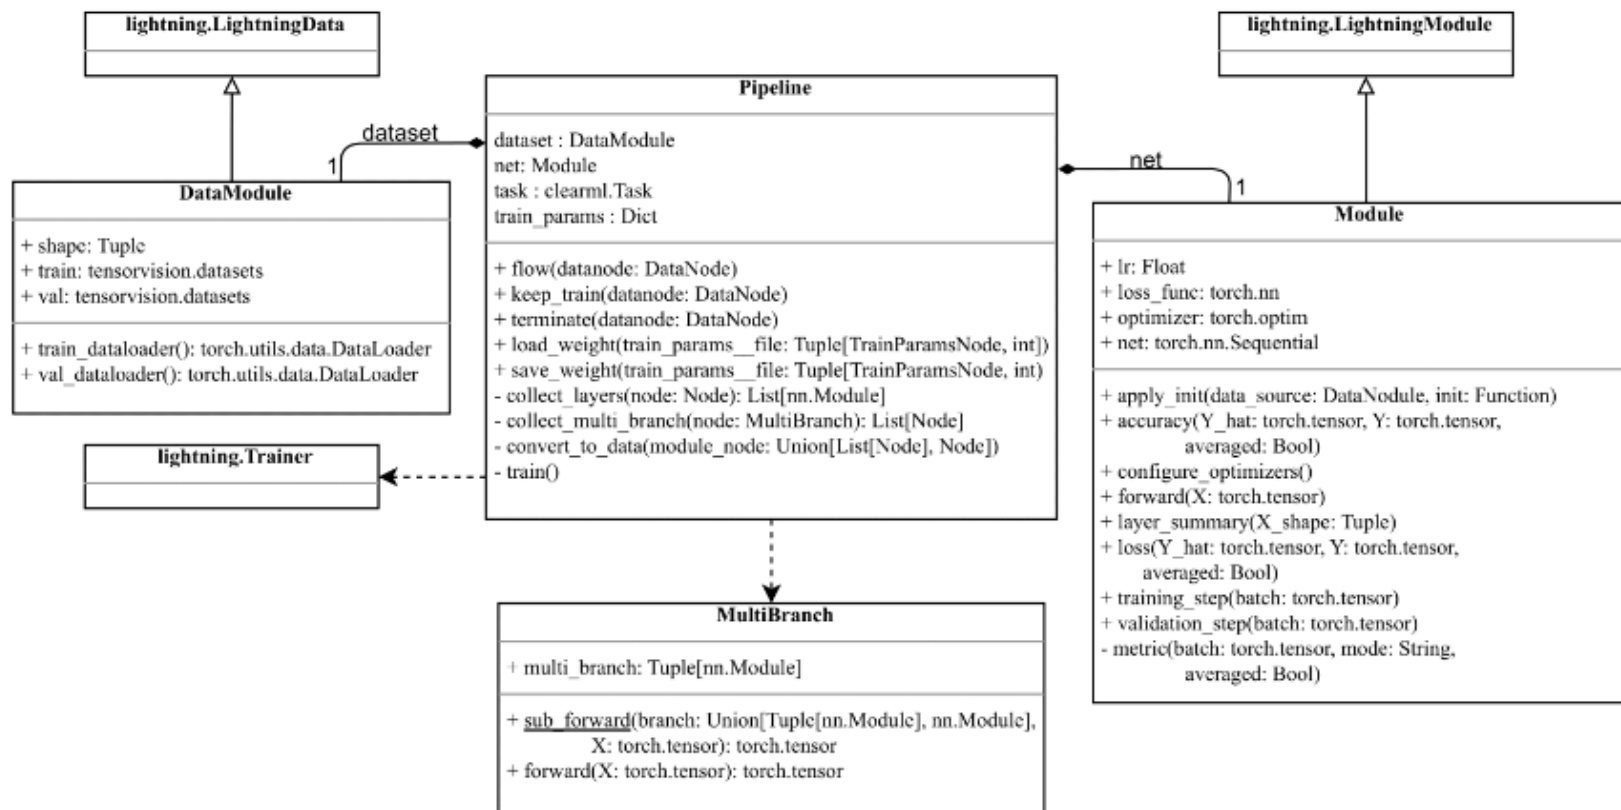 lightning.LightningData
lightning.LightningModule
Pipeline
dataset : DataModule
net: Module
task : clearml.Task
train_params : Dict
+ flow(datanode: DataNode)
+ keep_train(datanode: DataNode)
+ terminate(datanode: DataNode)
+ load_weight(train_params__file: Tuple[TrainParamsNode, int])
+ save_weight(train_params__file: Tuple[TrainParamsNode, int)
- collect_layers(node: Node): List[nn.Module]
- collect_multi_branch(node: MultiBranch): List[Node]
- convert_to_data(module_node: Union[List[Node], Node])
- train()
dataset
1
net
1
DataModule
+ shape: Tuple
+ train: tensorvision.datasets
+ val: tensorvision.datasets
+ train_dataloader(): torch.utils.data.DataLoader
+ val_dataloader(): torch.utils.data.DataLoader
Module
+ lr: Float
+ loss_func: torch.nn
+ optimizer: torch.optim
+ net: torch.nn.Sequential
+ apply_init(data_source: DataNodule, init: Function)
+ accuracy(Y_hat: torch.tensor, Y: torch.tensor,
averaged: Bool)
+ configure_optimizers()
+ forward(X: torch.tensor)
+ layer_summary(X_shape: Tuple)
+ loss(Y_hat: torch.tensor, Y: torch.tensor,
averaged: Bool)
+ training_step(batch: torch.tensor)
+ validation_step(batch: torch.tensor)
- metric(batch: torch.tensor, mode: String,
averaged: Bool)
lightning.Trainer
MultiBranch
+ multi_branch: Tuple[nn.Module]
+ sub_forward(branch: Union[Tuple[nn.Module], nn.Module],
X: torch.tensor): torch.tensor
+ forward(X: torch.tensor): torch.tensor